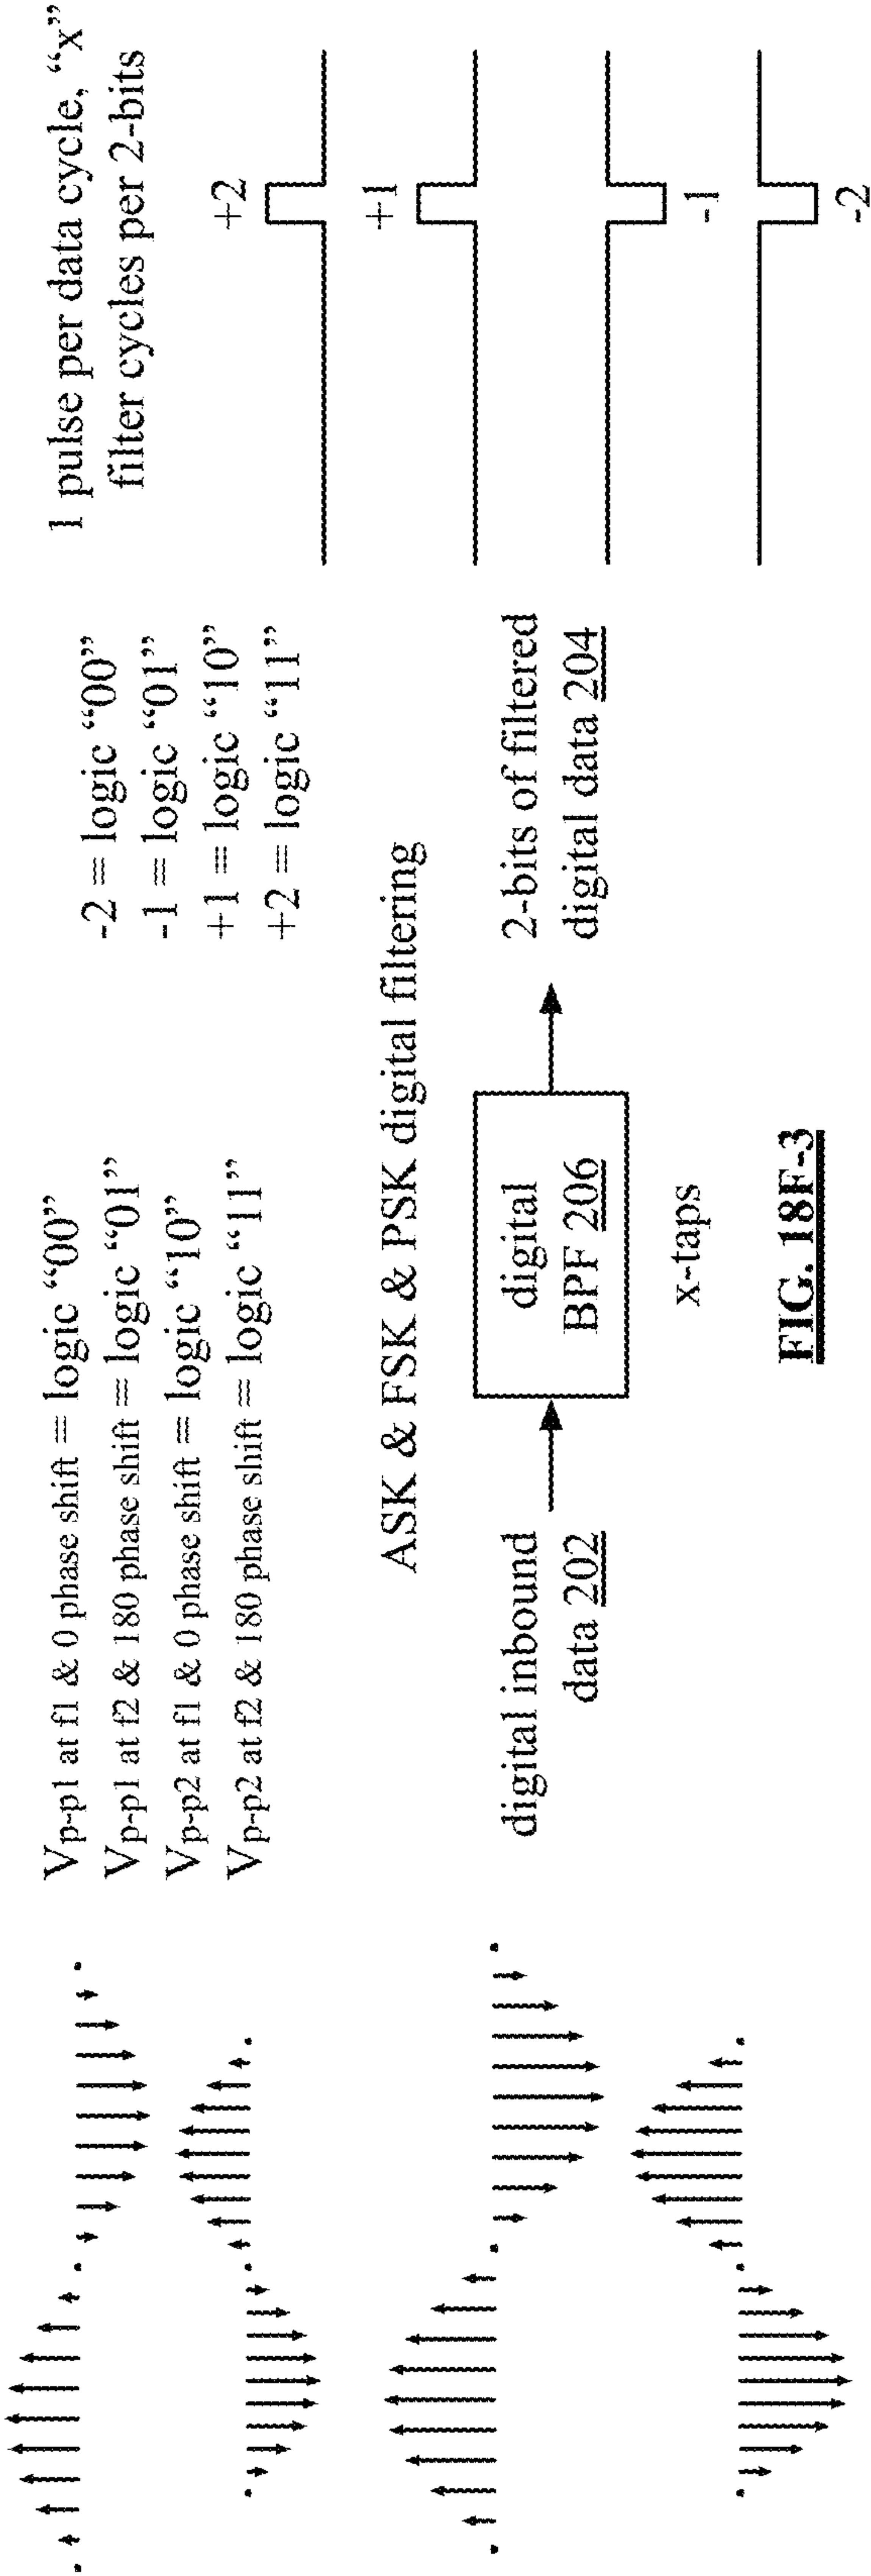 Vp-p1 at f1 & 0 phase shift = logic “00”
Vp-p1 at f2 & 180 phase shift = logic “01”
Vp-p2 at f1 & 0 phase shift = logic “10”
Vp-p2 at f2 & 180 phase shift = logic “11”
-2 = logic “00”
-1 = logic “01”
+1 = logic “10”
+2 = logic “11”
1 pulse per data cycle, “x”
filter cycles per 2-bits
ASK & FSK & PSK digital filtering
digital inbound
data 202
digital
BPF 206
x-taps
2-bits of filtered
digital data 204
+2
+1
-1
-2
FIG. 18F-3